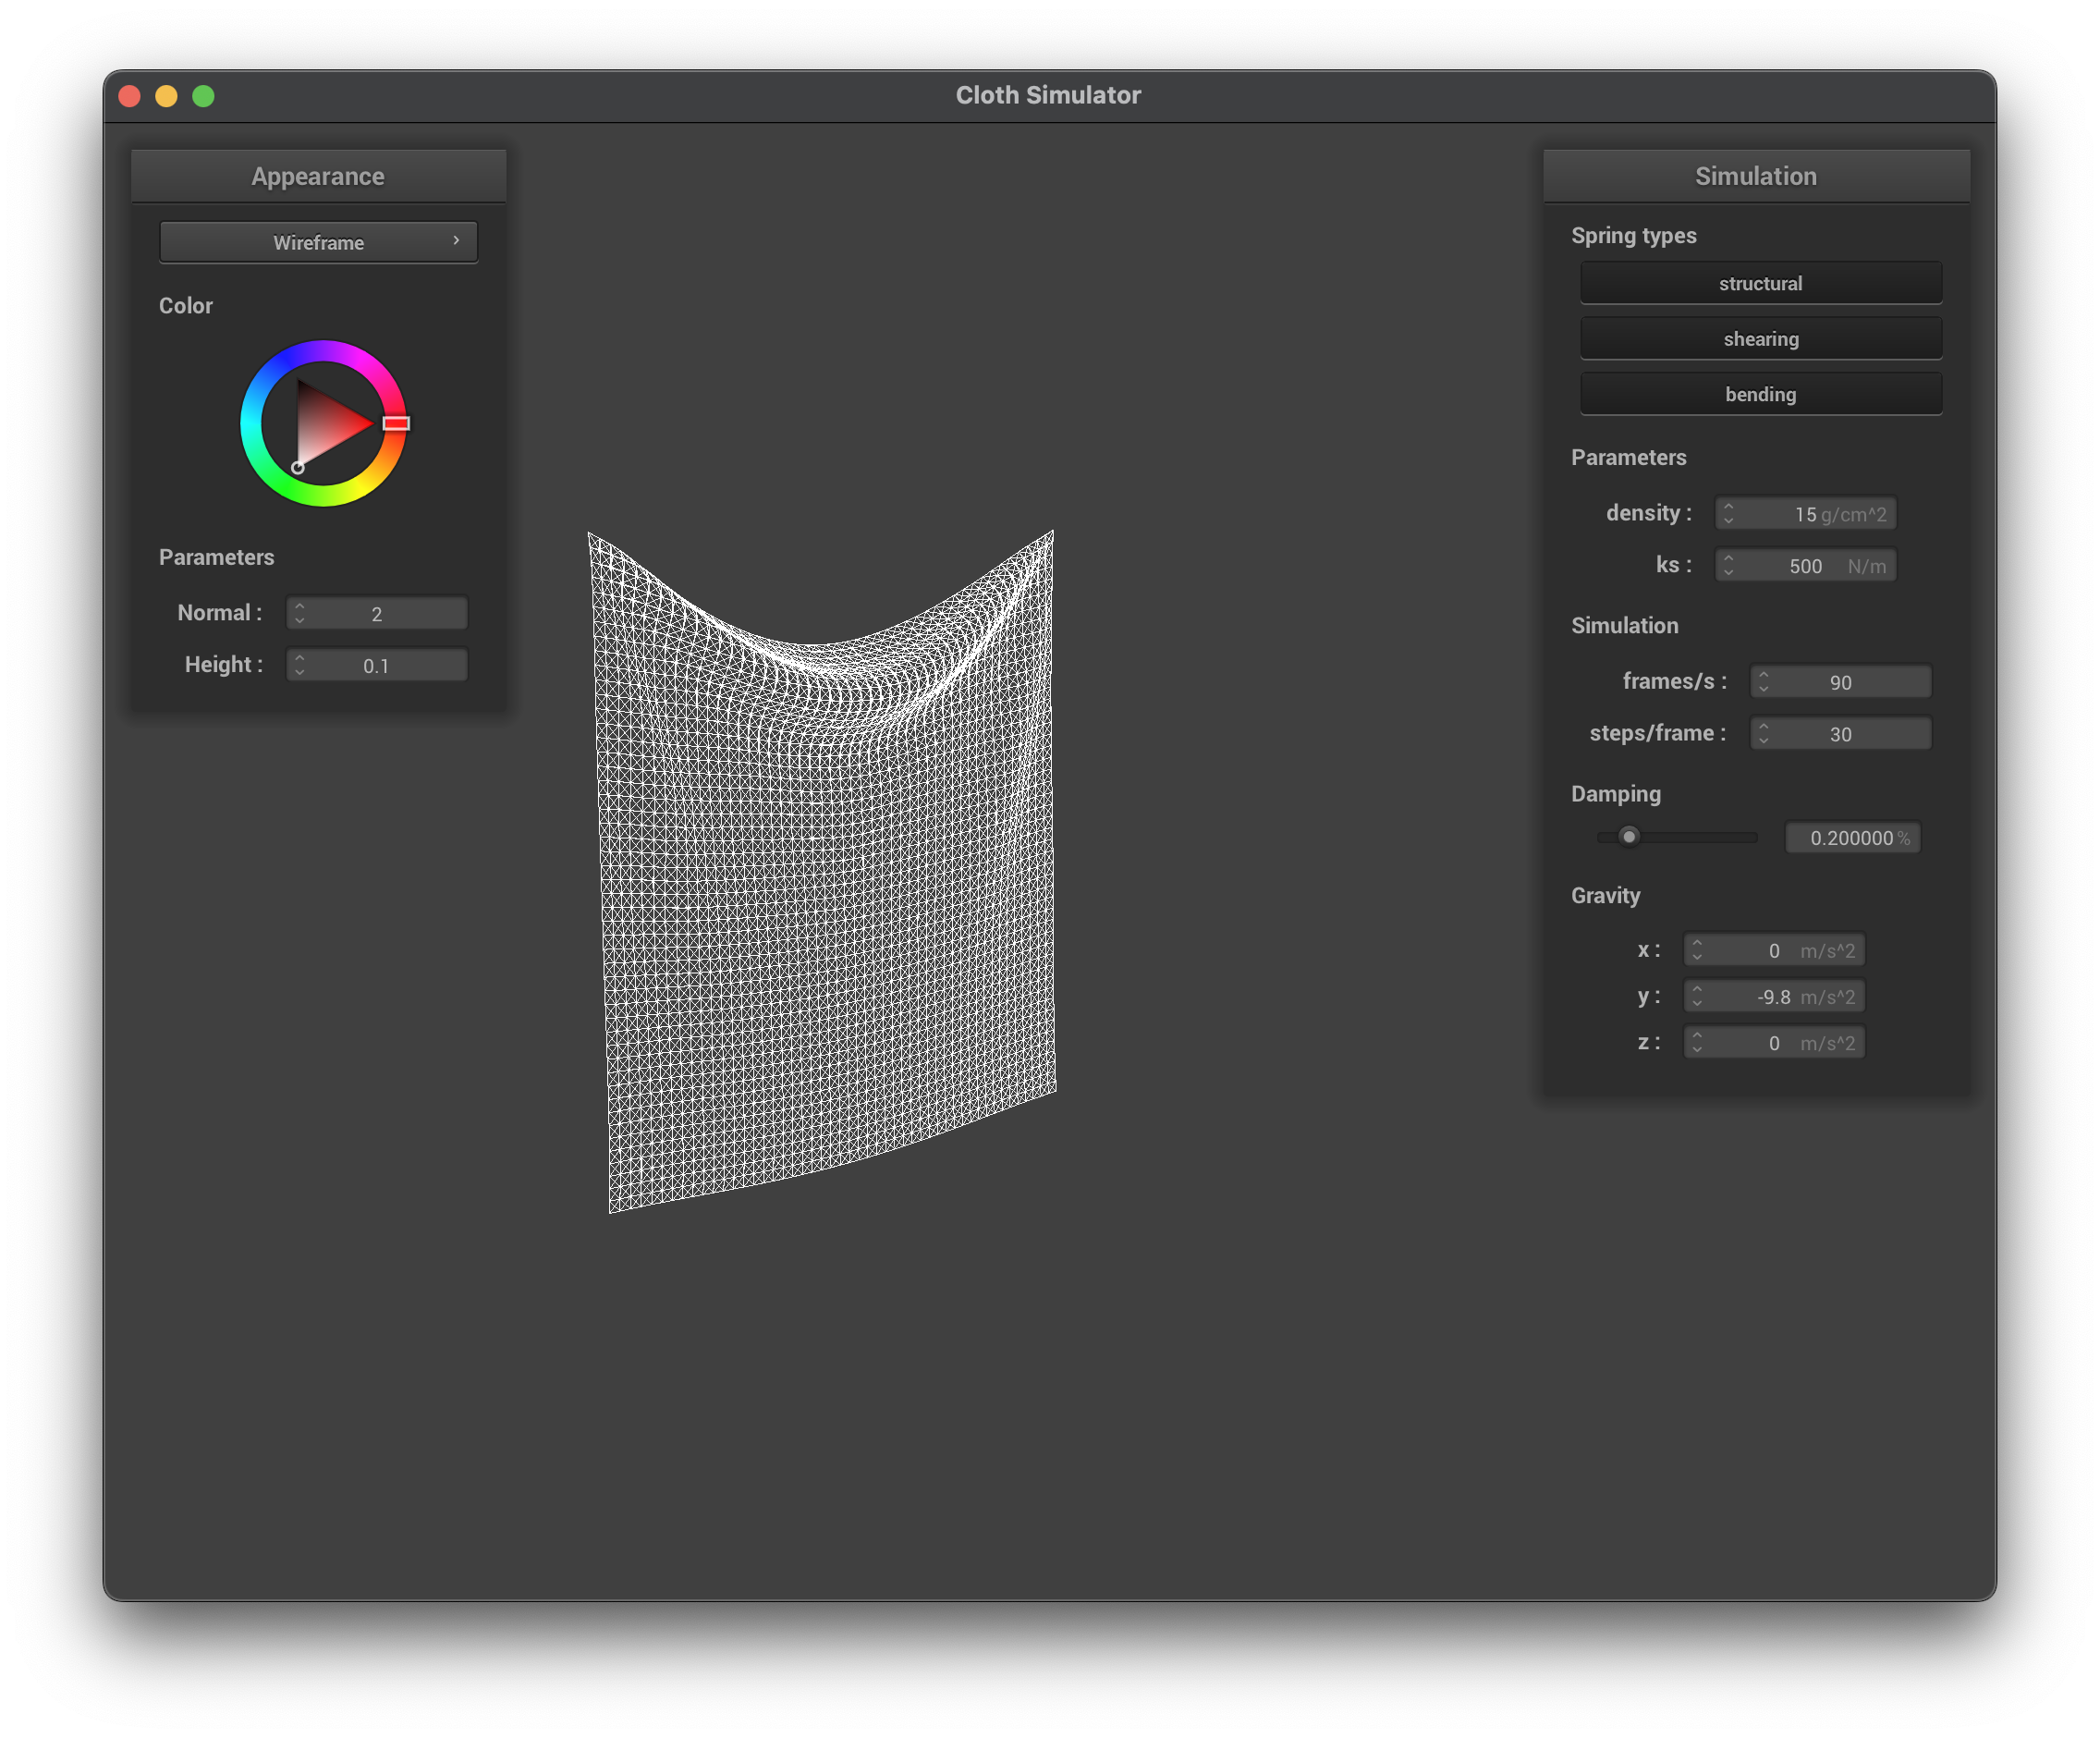 Cloth Simulator
Appearance
Wireframe
Color
Parameters
Normal : 2
Height : 0.1
Simulation
Spring types
structural
shearing
bending
Parameters
density : 15 g/cm^2
ks : 500 N/m
Simulation
frames/s : 90
steps/frame : 30
Damping
0.200000 %
Gravity
x : 0 m/s^2
y : -9.8 m/s^2
z : 0 m/s^2